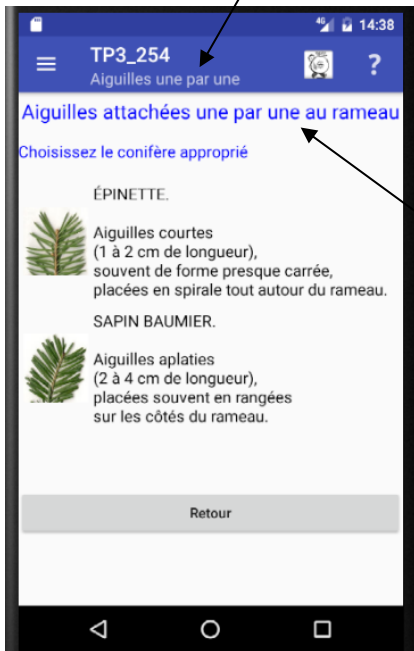 4G 14:38
TP3_254
Aiguilles une par une
?
Aiguilles attachées une par une au rameau
Choisissez le conifère approprié
ÉPINETTE.
Aiguilles courtes
(1 à 2 cm de longueur),
souvent de forme presque carrée,
placées en spirale tout autour du rameau.
SAPIN BAUMIER.
Aiguilles aplaties
(2 à 4 cm de longueur),
placées souvent en rangées
sur les côtés du rameau.
Retour